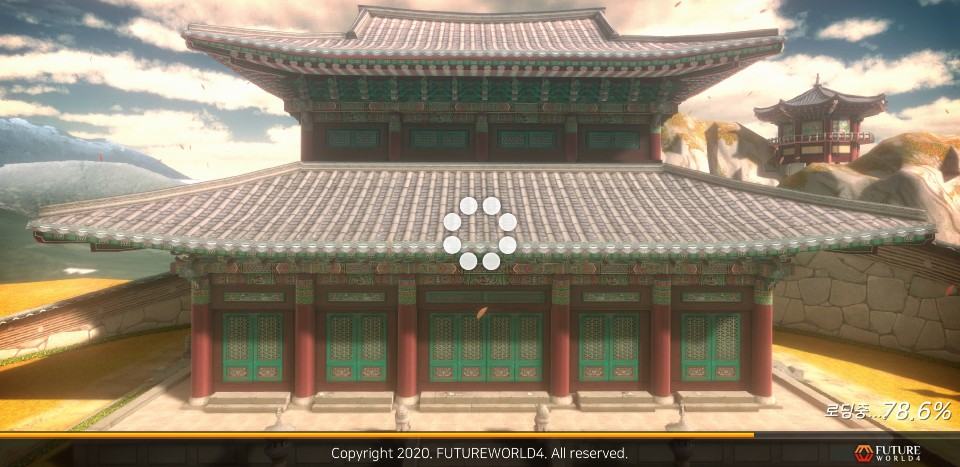 로딩중...78.6%
Copyright 2020. FUTUREWORLD4. All reserved.
FUTURE
WORLD4